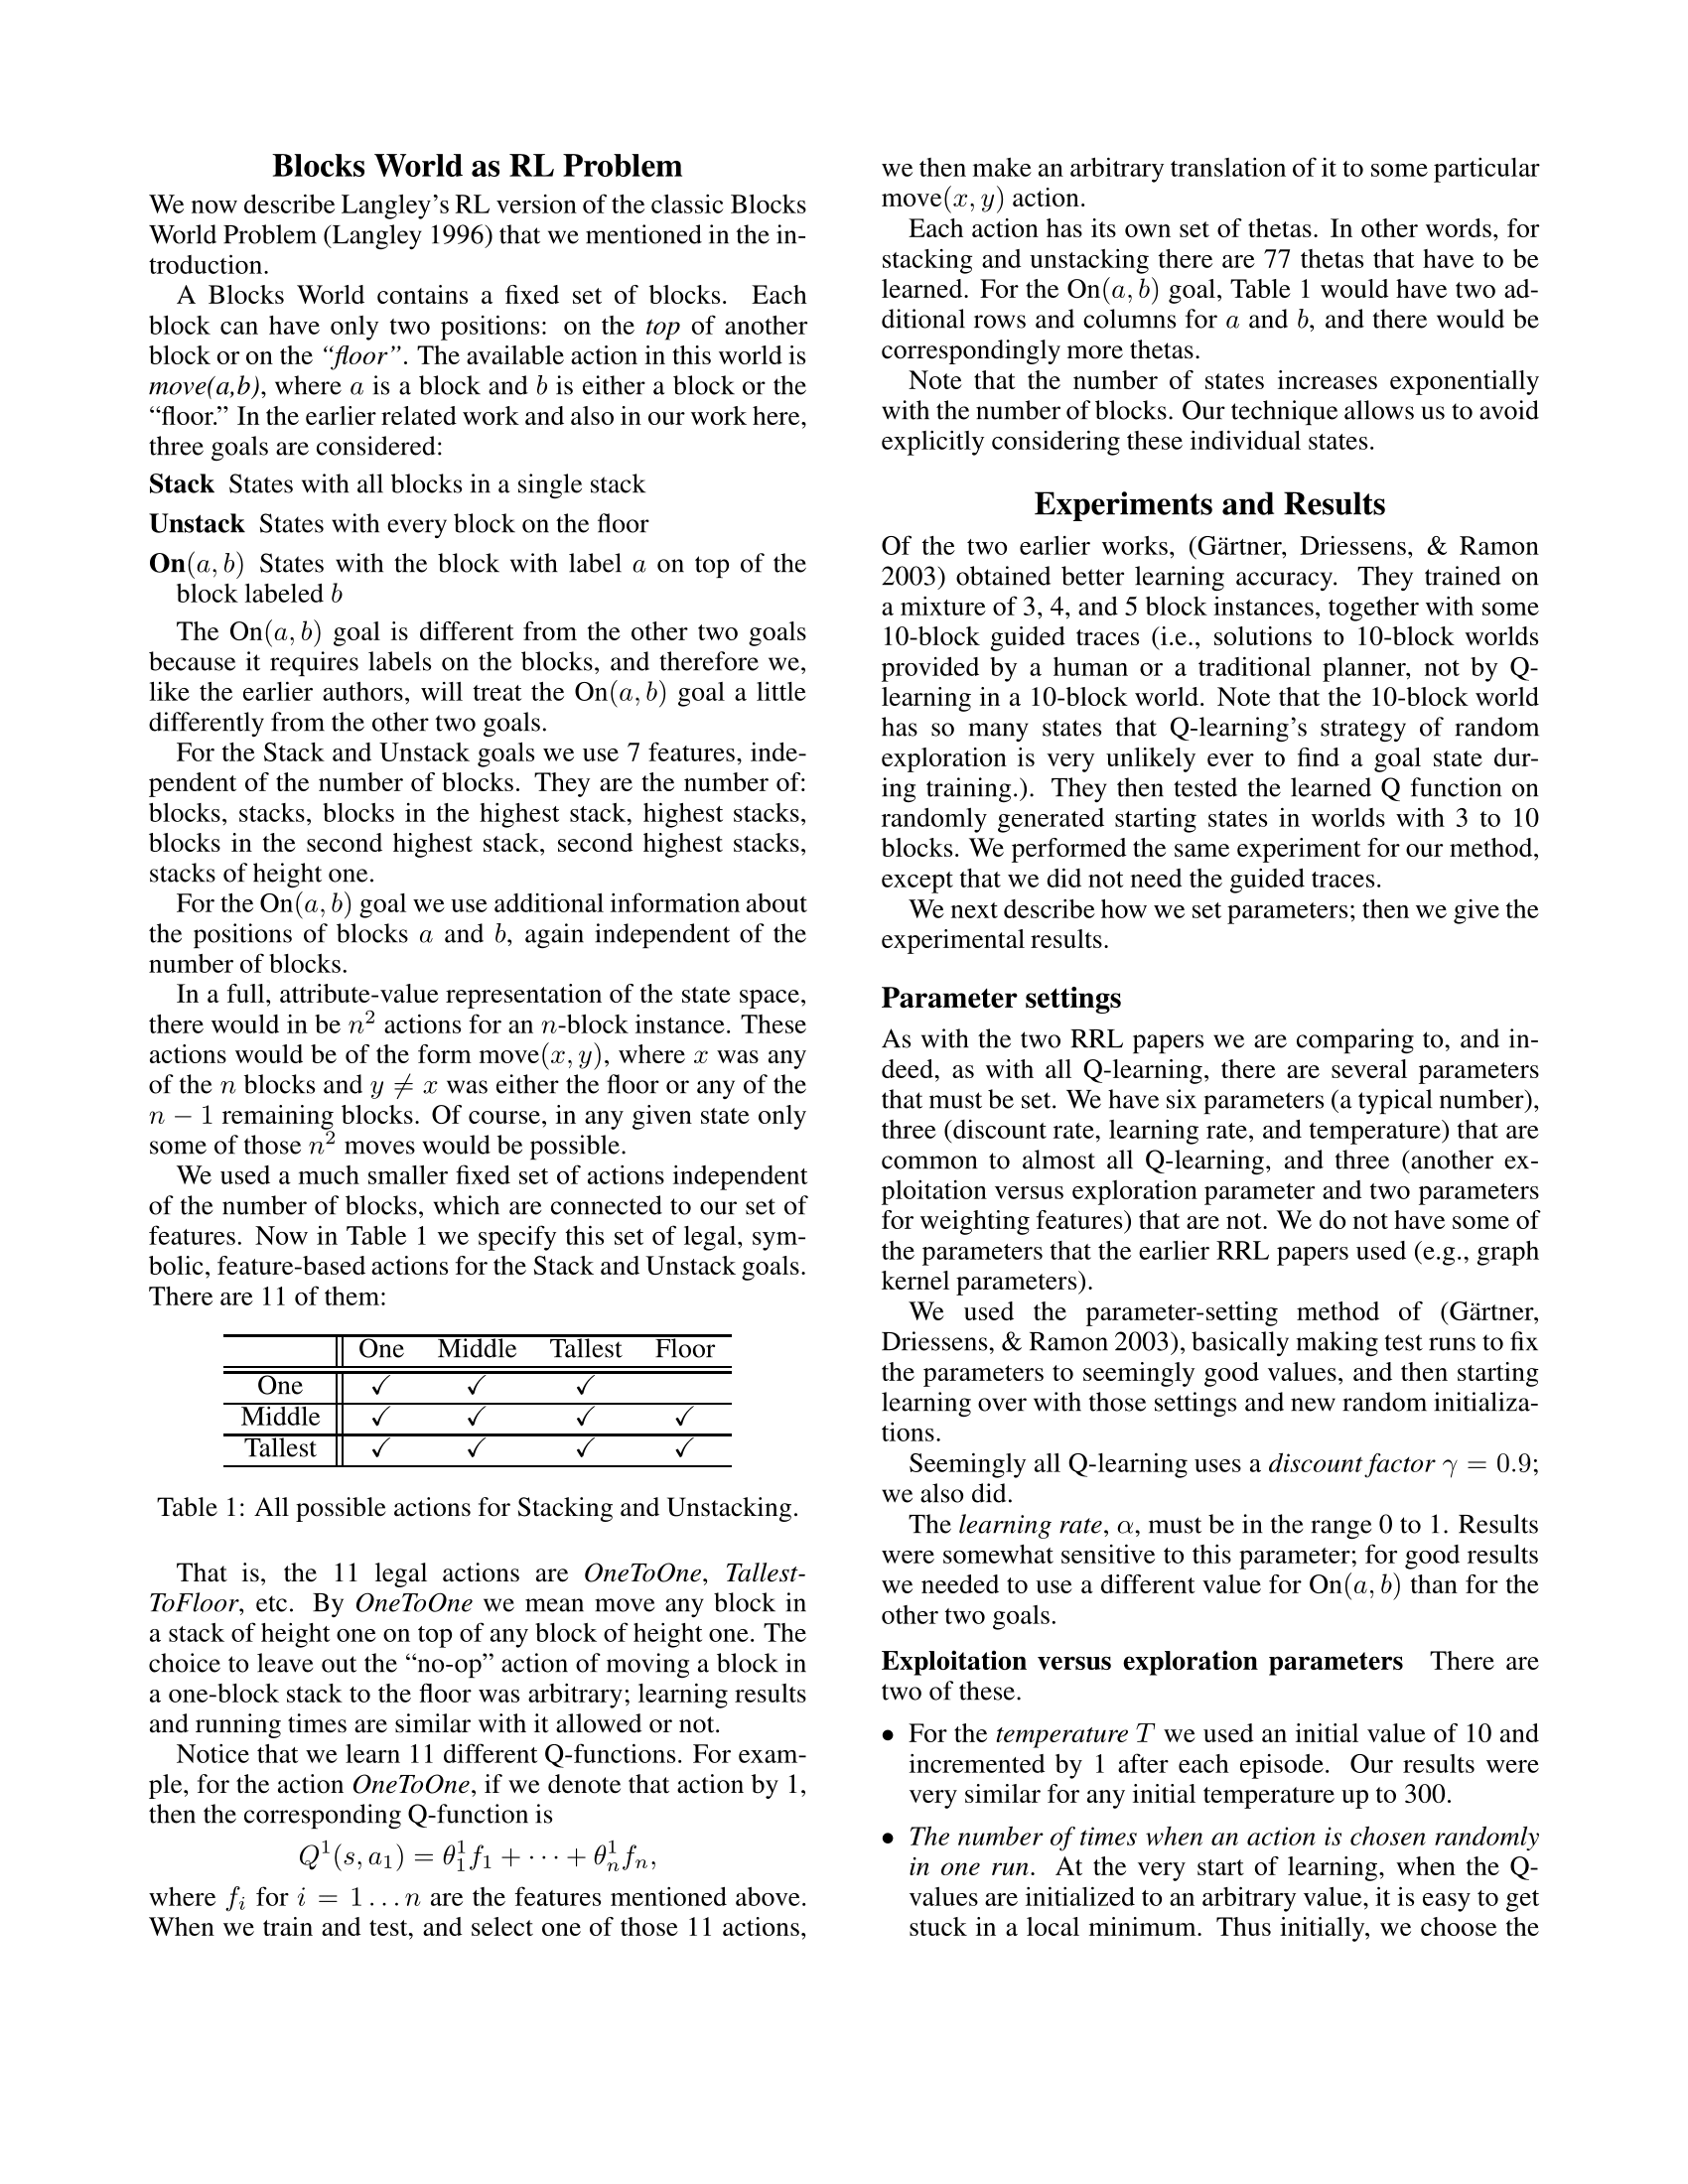 Blocks World as RL Problem
We now describe Langley's RL version of the classic Blocks
World Problem (Langley 1996) that we mentioned in the in-
troduction.
A Blocks World contains a fixed set of blocks. Each
block can have only two positions: on the top of another
block or on the "floor". The available action in this world is
move(a,b), where a is a block and b is either a block or the
"floor." In the earlier related work and also in our work here,
three goals are considered:
Stack States with all blocks in a single stack
Unstack States with every block on the floor
On(a, b) States with the block with label a on top of the
block labeled b
The On(a, b) goal is different from the other two goals
because it requires labels on the blocks, and therefore we,
like the earlier authors, will treat the On(a, b) goal a little
differently from the other two goals.
For the Stack and Unstack goals we use 7 features, inde-
pendent of the number of blocks. They are the number of:
blocks, stacks, blocks in the highest stack, highest stacks,
blocks in the second highest stack, second highest stacks,
stacks of height one.
For the On(a, b) goal we use additional information about
the positions of blocks a and b, again independent of the
number of blocks.
In a full, attribute-value representation of the state space,
there would in be n² actions for an n-block instance. These
actions would be of the form move(x, y), where x was any
of the n blocks and y ≠ x was either the floor or any of the
n − 1 remaining blocks. Of course, in any given state only
some of those n² moves would be possible.
We used a much smaller fixed set of actions independent
of the number of blocks, which are connected to our set of
features. Now in Table 1 we specify this set of legal, sym-
bolic, feature-based actions for the Stack and Unstack goals.
There are 11 of them:
One Middle Tallest Floor
One ✓ ✓ ✓
Middle ✓ ✓ ✓ ✓
Tallest ✓ ✓ ✓ ✓
Table 1: All possible actions for Stacking and Unstacking.
That is, the 11 legal actions are OneToOne, Tallest-
ToFloor, etc. By OneToOne we mean move any block in
a stack of height one on top of any block of height one. The
choice to leave out the "no-op" action of moving a block in
a one-block stack to the floor was arbitrary; learning results
and running times are similar with it allowed or not.
Notice that we learn 11 different Q-functions. For exam-
ple, for the action OneToOne, if we denote that action by 1,
then the corresponding Q-function is
Q¹(s, a₁) = θ₁¹f₁ + ⋯ + θₙ¹fₙ,
where fᵢ for i = 1 … n are the features mentioned above.
When we train and test, and select one of those 11 actions,
we then make an arbitrary translation of it to some particular
move(x, y) action.
Each action has its own set of thetas. In other words, for
stacking and unstacking there are 77 thetas that have to be
learned. For the On(a, b) goal, Table 1 would have two ad-
ditional rows and columns for a and b, and there would be
correspondingly more thetas.
Note that the number of states increases exponentially
with the number of blocks. Our technique allows us to avoid
explicitly considering these individual states.
Experiments and Results
Of the two earlier works, (Gärtner, Driessens, & Ramon
2003) obtained better learning accuracy. They trained on
a mixture of 3, 4, and 5 block instances, together with some
10-block guided traces (i.e., solutions to 10-block worlds
provided by a human or a traditional planner, not by Q-
learning in a 10-block world. Note that the 10-block world
has so many states that Q-learning's strategy of random
exploration is very unlikely ever to find a goal state dur-
ing training.). They then tested the learned Q function on
randomly generated starting states in worlds with 3 to 10
blocks. We performed the same experiment for our method,
except that we did not need the guided traces.
We next describe how we set parameters; then we give the
experimental results.
Parameter settings
As with the two RRL papers we are comparing to, and in-
deed, as with all Q-learning, there are several parameters
that must be set. We have six parameters (a typical number),
three (discount rate, learning rate, and temperature) that are
common to almost all Q-learning, and three (another ex-
ploitation versus exploration parameter and two parameters
for weighting features) that are not. We do not have some of
the parameters that the earlier RRL papers used (e.g., graph
kernel parameters).
We used the parameter-setting method of (Gärtner,
Driessens, & Ramon 2003), basically making test runs to fix
the parameters to seemingly good values, and then starting
learning over with those settings and new random initializa-
tions.
Seemingly all Q-learning uses a discount factor γ = 0.9;
we also did.
The learning rate, α, must be in the range 0 to 1. Results
were somewhat sensitive to this parameter; for good results
we needed to use a different value for On(a, b) than for the
other two goals.
Exploitation versus exploration parameters There are
two of these.
• For the temperature T we used an initial value of 10 and
incremented by 1 after each episode. Our results were
very similar for any initial temperature up to 300.
• The number of times when an action is chosen randomly
in one run. At the very start of learning, when the Q-
values are initialized to an arbitrary value, it is easy to get
stuck in a local minimum. Thus initially, we choose the